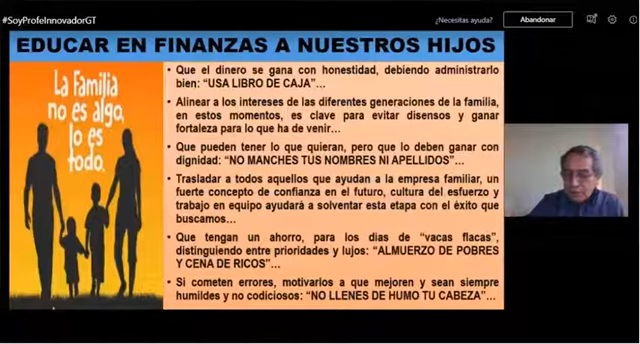 #SoyProfeInnovadorGT
¿Necesitas ayuda?
Abandonar
EDUCAR EN FINANZAS A NUESTROS HIJOS
La Familia
no es algo,
lo es
todo.
• Que el dinero se gana con honestidad, debiendo administrarlo
bien: “USA LIBRO DE CAJA”…
• Alinear a los intereses de las diferentes generaciones de la familia,
en estos momentos, es clave para evitar disensos y ganar
fortaleza para lo que ha de venir…
• Que pueden tener lo que quieran, pero que lo deben ganar con
dignidad: “NO MANCHES TUS NOMBRES NI APELLIDOS”…
• Trasladar a todos aquellos que ayudan a la empresa familiar, un
fuerte concepto de confianza en el futuro, cultura del esfuerzo y
trabajo en equipo ayudará a solventar esta etapa con el éxito que
buscamos…
• Que tengan un ahorro, para los días de “vacas flacas”,
distinguiendo entre prioridades y lujos: “ALMUERZO DE POBRES
Y CENA DE RICOS”…
• Si cometen errores, motivarlos a que mejoren y sean siempre
humildes y no codiciosos: “NO LLENES DE HUMO TU CABEZA”…